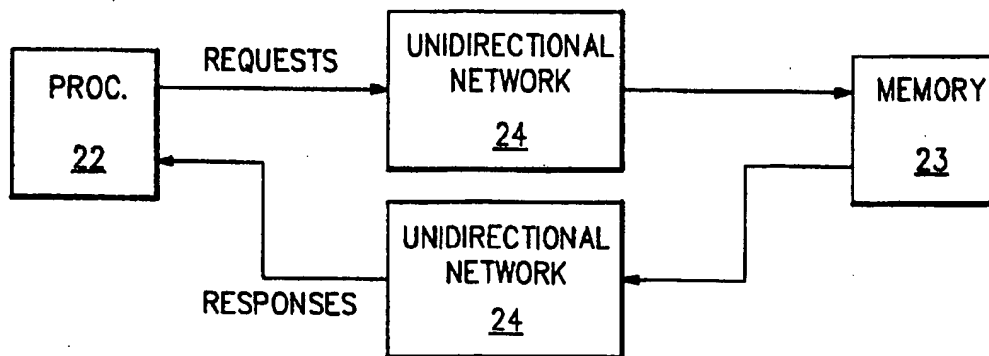 PROC.
22
REQUESTS
UNIDIRECTIONAL
NETWORK
24
MEMORY
23
UNIDIRECTIONAL
NETWORK
24
RESPONSES